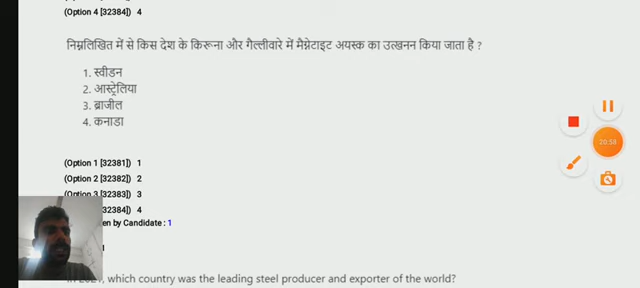 (Option 4 [32384]) 4
निम्नलिखित में से किस देश के किरूना और गैल्लीवारे में मैग्नेटाइट अयस्क का उत्खनन किया जाता है ?
1. स्वीडन
2. आस्ट्रेलिया
3. ब्राजील
4. कनाडा
(Option 1 [32381]) 1
(Option 2 [32382]) 2
(Option 3 [32383]) 3
[32384]) 4
en by Candidate : 1
20:58
which country was the leading steel producer and exporter of the world?